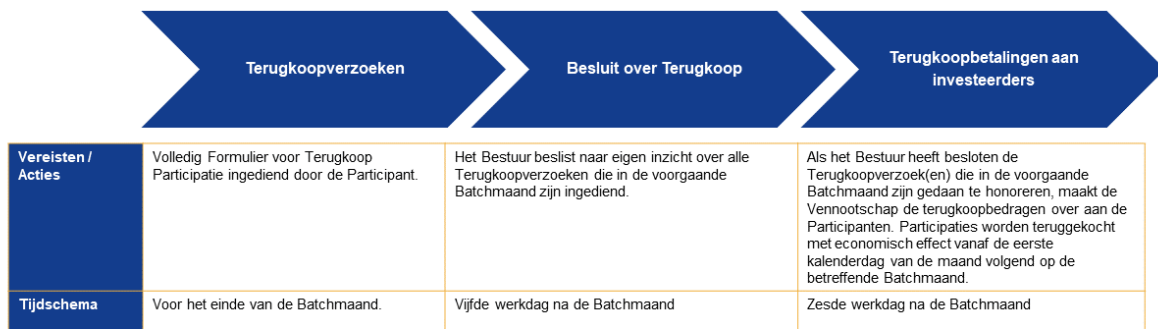 Terugkoopverzoeken
Besluit over Terugkoop
Terugkoopbetalingen aan
investeerders
Vereisten /
Acties
Volledig Formulier voor Terugkoop
Participatie ingediend door de Participant.
Het Bestuur beslist naar eigen inzicht over alle
Terugkoopverzoeken die in de voorgaande
Batchmaand zijn ingediend.
Als het Bestuur heeft besloten de
Terugkoopverzoek(en) die in de voorgaande
Batchmaand zijn gedaan te honoreren, maakt de
Vennootschap de terugkoopbedragen over aan de
Participanten. Participaties worden teruggekocht
met economisch effect vanaf de eerste
kalenderdag van de maand volgend op de
betreffende Batchmaand.
Tijdschema
Voor het einde van de Batchmaand.
Vijfde werkdag na de Batchmaand
Zesde werkdag na de Batchmaand